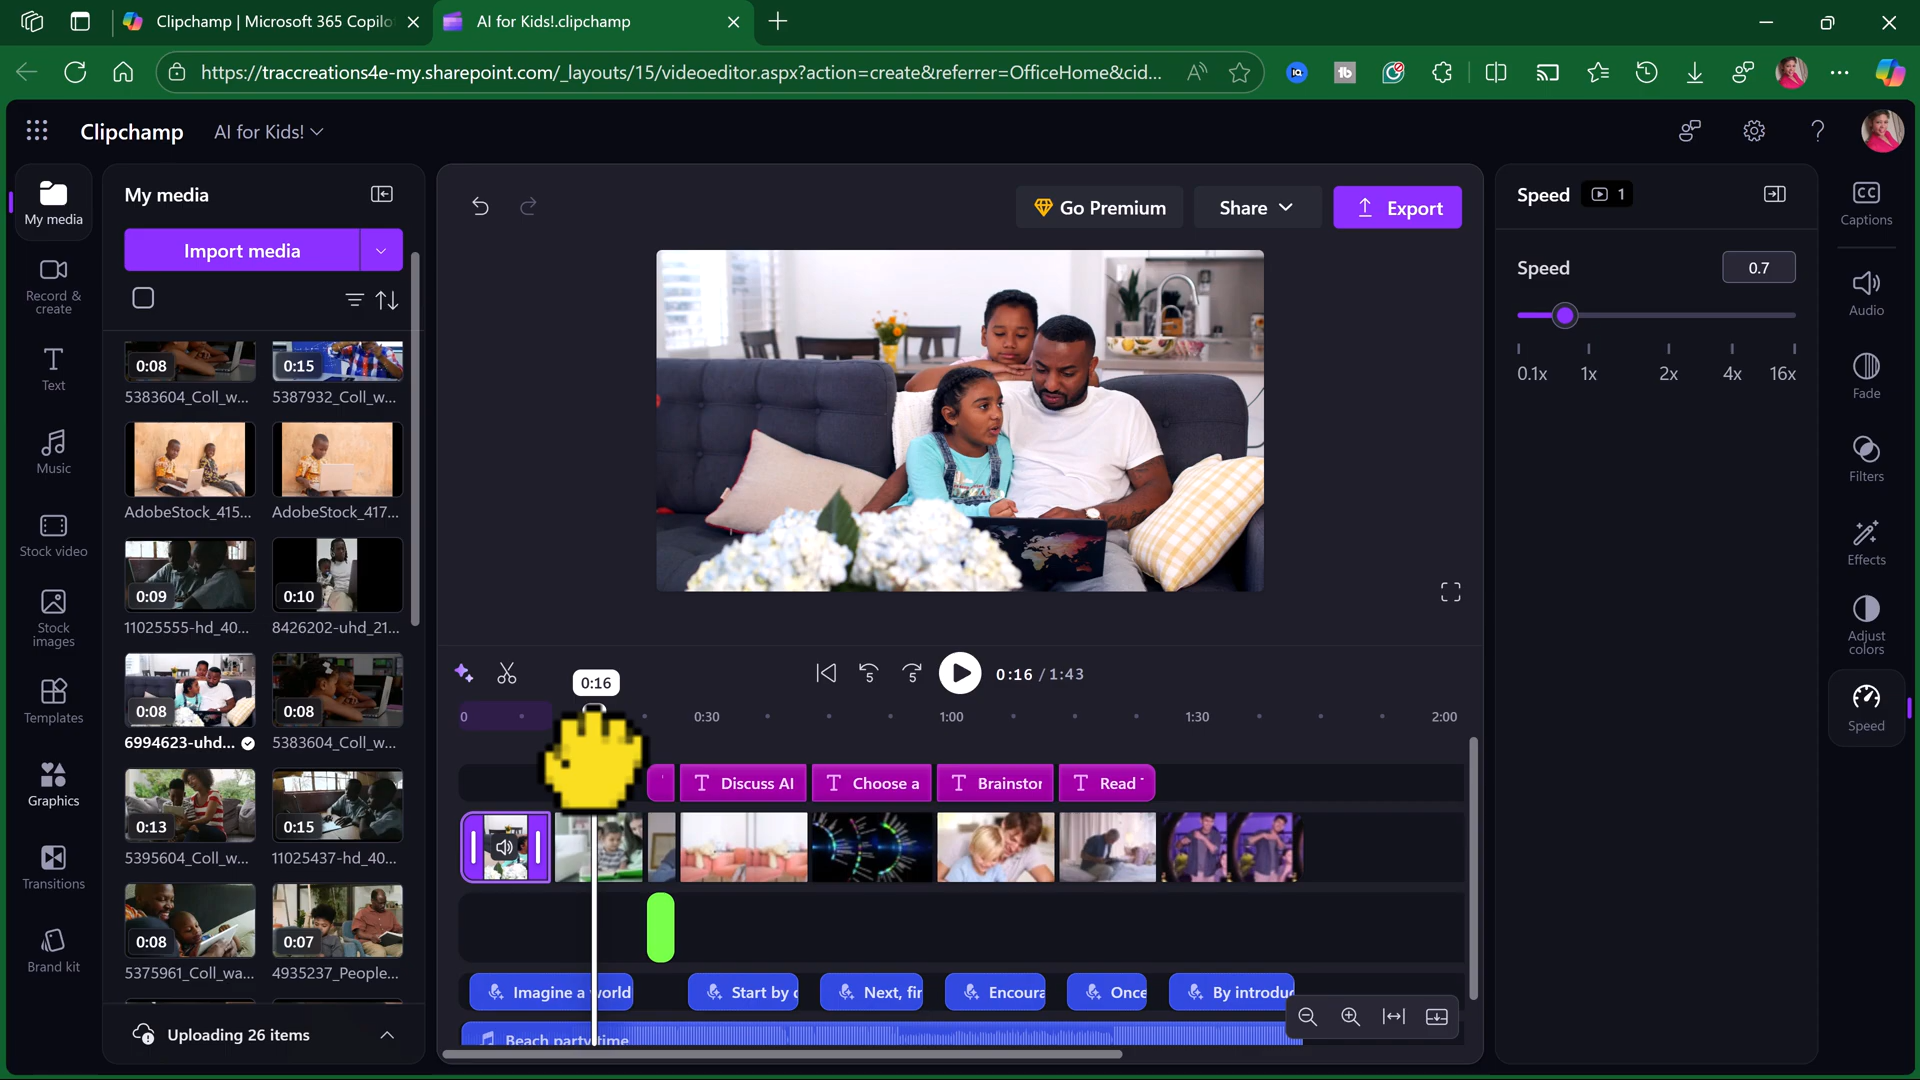 Clipchamp | Microsoft 365 Copilo
AI for Kids!.clipchamp
https://traccreations4e-my.sharepoint.com/_layouts/15/videoeditor.aspx?action=create&referrer=OfficeHome&cid...
Clipchamp
AI for Kids!
My media
Record & create
Text
Music
Stock video
Stock images
Templates
Graphics
Transitions
Brand kit
My media
Import media
0:08
0:15
5383604_Coll_w...
5387932_Coll_w...
AdobeStock_415...
AdobeStock_417...
0:09
0:10
11025555-hd_40...
8426202-uhd_21...
0:08
0:08
6994623-uhd...
5383604_Coll_w...
0:13
0:15
5395604_Coll_w...
11025437-hd_40...
0:08
0:07
5375961_Coll_wa...
4935237_People...
Uploading 26 items
Go Premium
Share
Export
0:16
5
5
0:16 / 1:43
0
0:30
1:00
1:30
2:00
Discuss AI
Choose a
Brainstor
Read
Imagine a world
Start by
Next, fir
Encoura
Once
By introdu
Beach party time
Speed
1
Speed
0.7
0.1x
1x
2x
4x
16x
CC
Captions
Audio
Fade
Filters
Effects
Adjust colors
Speed